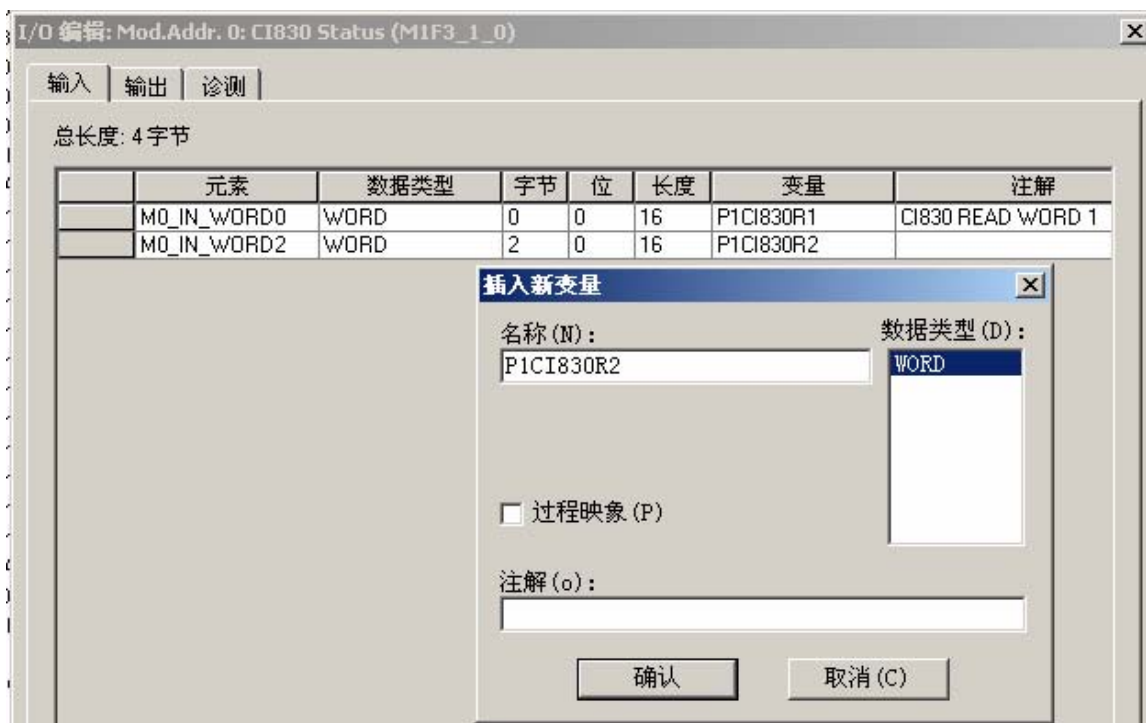 I/O 编辑: Mod.Addr. 0: CI830 Status (M1F3_1_0)
输入 输出 诊测
总长度: 4 字节
元素 数据类型 字节 位 长度 变量 注解
M0_IN_WORD0 WORD 0 0 16 P1CI830R1 CI830 READ WORD 1
M0_IN_WORD2 WORD 2 0 16 P1CI830R2
插入新变量
名称(N): 数据类型(D):
P1CI830R2 WORD
过程映象(P)
注解(o):
确认 取消(C)